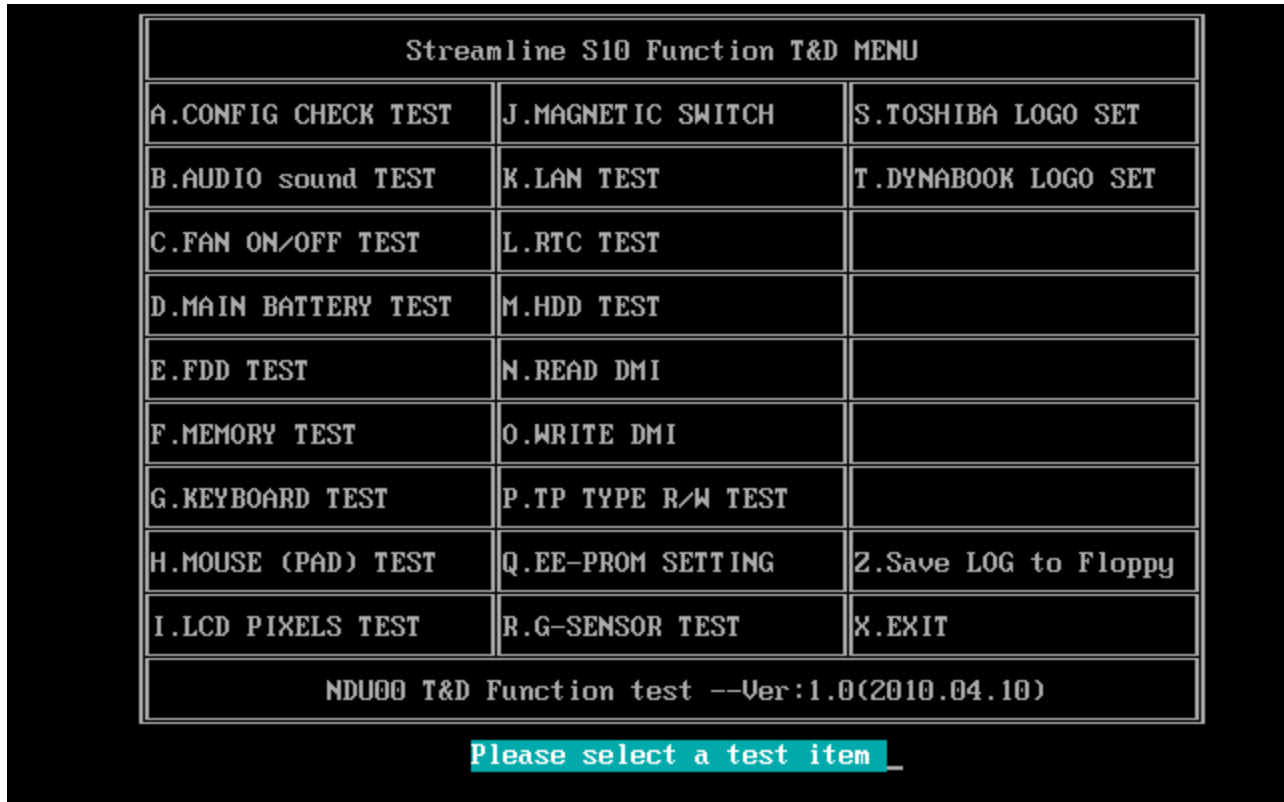 Streamline S10 Function T&D MENU
A.CONFIG CHECK TEST J.MAGNETIC SWITCH S.TOSHIBA LOGO SET
B.AUDIO sound TEST K.LAN TEST T.DYNABOOK LOGO SET
C.FAN ON/OFF TEST L.RTC TEST
D.MAIN BATTERY TEST M.HDD TEST
E.FDD TEST N.READ DMI
F.MEMORY TEST O.WRITE DMI
G.KEYBOARD TEST P.TP TYPE R/W TEST
H.MOUSE (PAD) TEST Q.EE-PROM SETTING Z.Save LOG to Floppy
I.LCD PIXELS TEST R.G-SENSOR TEST X.EXIT
NDU00 T&D Function test --Ver:1.0(2010.04.10)
Please select a test item _